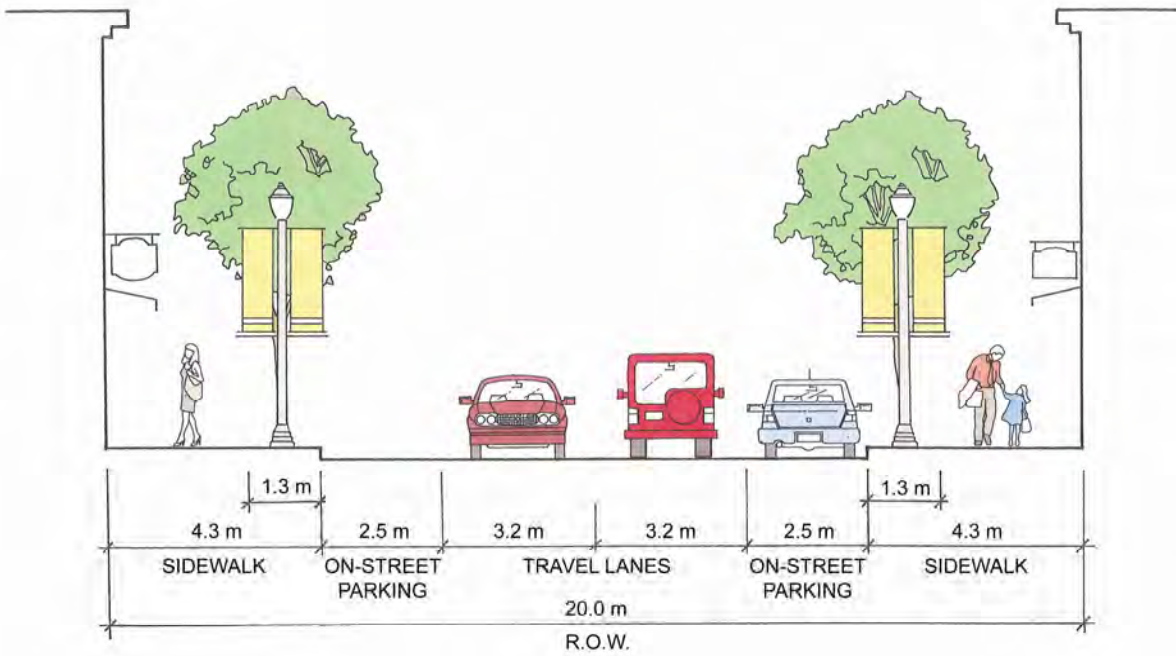 1.3 m 1.3 m
4.3 m 2.5 m 3.2 m 3.2 m 2.5 m 4.3 m
SIDEWALK ON-STREET TRAVEL LANES ON-STREET SIDEWALK
PARKING PARKING
20.0 m
R.O.W.